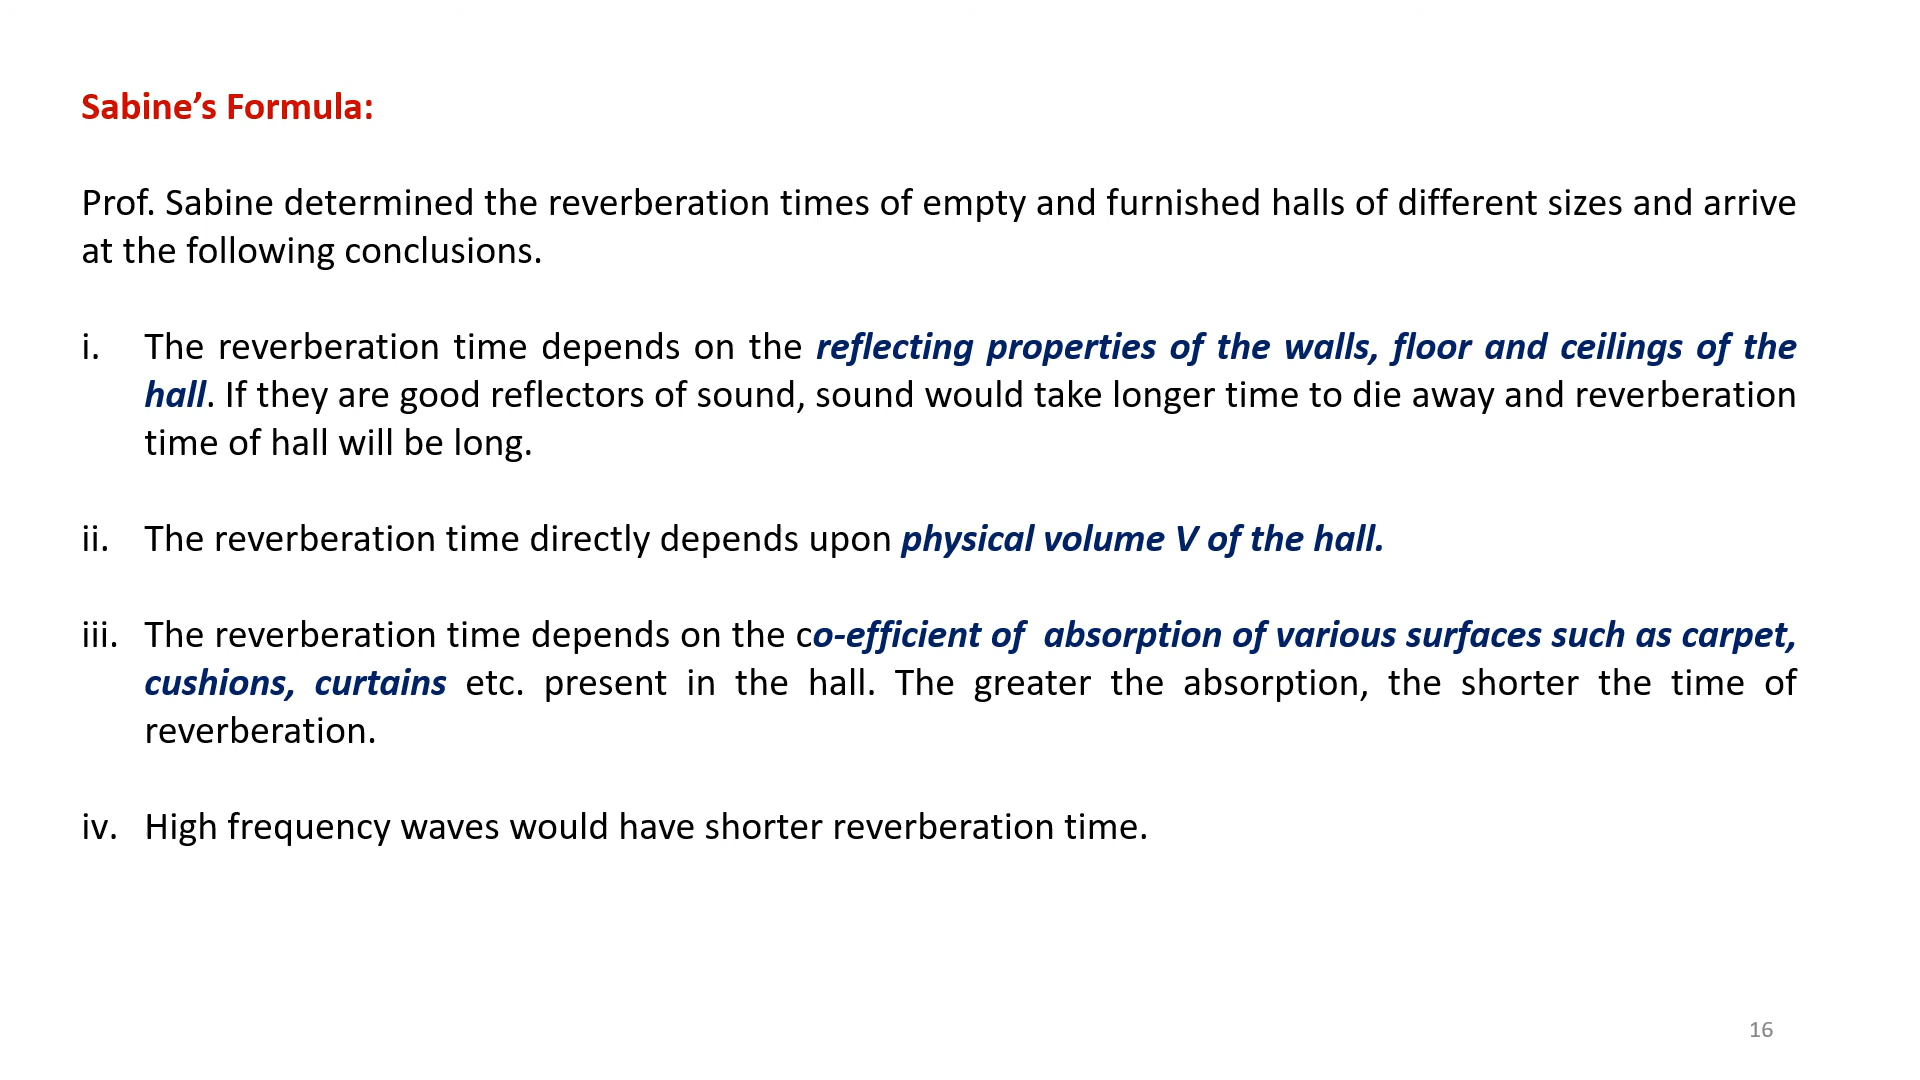 Sabine’s Formula:
Prof. Sabine determined the reverberation times of empty and furnished halls of different sizes and arrive
at the following conclusions.
i. The reverberation time depends on the reflecting properties of the walls, floor and ceilings of the
hall. If they are good reflectors of sound, sound would take longer time to die away and reverberation
time of hall will be long.
ii. The reverberation time directly depends upon physical volume V of the hall.
iii. The reverberation time depends on the co-efficient of absorption of various surfaces such as carpet,
cushions, curtains etc. present in the hall. The greater the absorption, the shorter the time of
reverberation.
iv. High frequency waves would have shorter reverberation time.
16